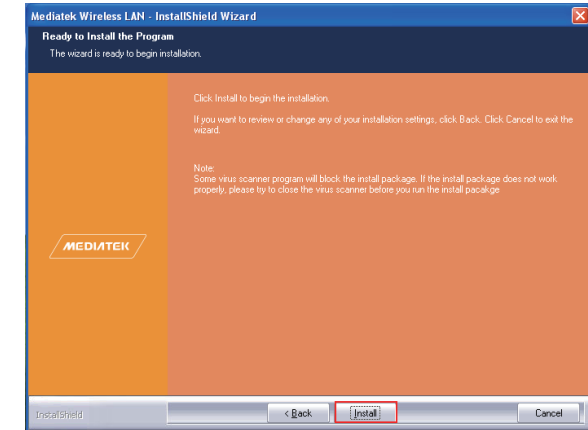 Mediatek Wireless LAN - InstallShield Wizard
Ready to Install the Program
The wizard is ready to begin installation.
Click Install to begin the installation.
If you want to review or change any of your installation settings, click Back. Click Cancel to exit the
wizard.
Note:
Some virus scanner program will block the install package. If the install package does not work
properly, please try to close the virus scanner before you run the install pacakge
MEDIATEK
InstallShield
< Back
Install
Cancel